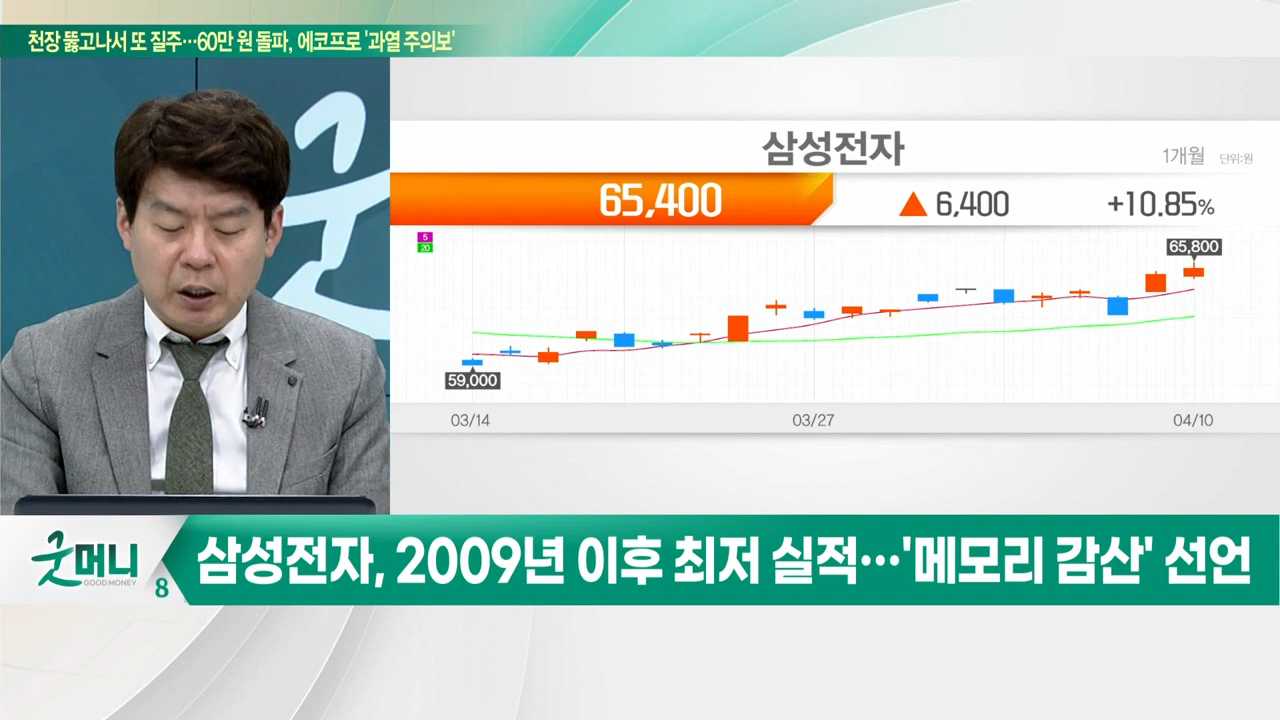 천장 뚫고나서 또 질주…60만 원 돌파, 에코프로 '과열 주의보'
삼성전자
1개월 단위:원
65,400 ▲ 6,400 +10.85%
5
20
65,800
59,000
03/14 03/27 04/10
굿머니
GOOD MONEY
8
삼성전자, 2009년 이후 최저 실적…'메모리 감산' 선언